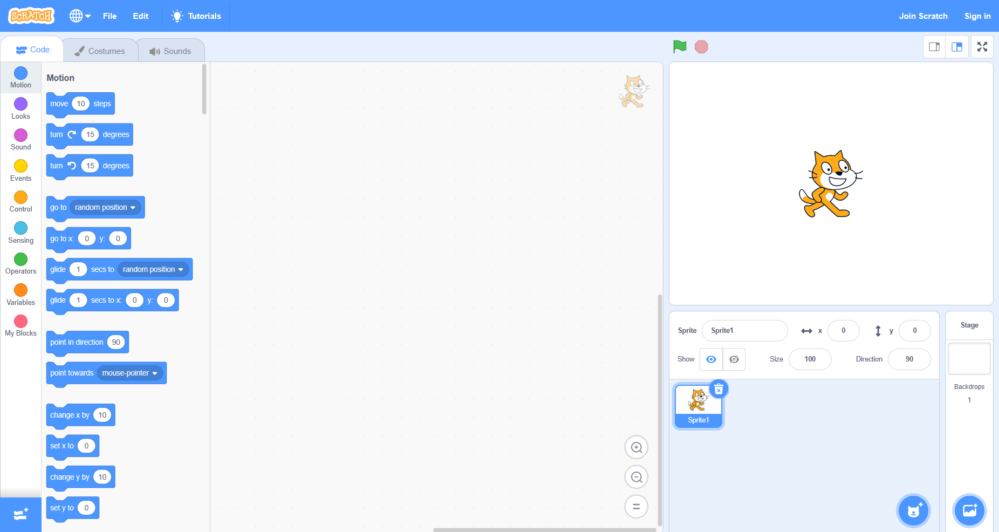 SCRATCH File Edit Tutorials Join Scratch Sign in
Code Costumes Sounds
Motion
Looks
Sound
Events
Control
Sensing
Operators
Variables
My Blocks
Motion
move 10 steps
turn 15 degrees
turn 15 degrees
go to random position
go to x: 0 y: 0
glide 1 secs to random position
glide 1 secs to x: 0 y: 0
point in direction 90
point towards mouse-pointer
change x by 10
set x to 0
change y by 10
set y to 0
Sprite Sprite1 x 0 y 0
Show Size 100 Direction 90
Sprite1
Stage
Backdrops
1